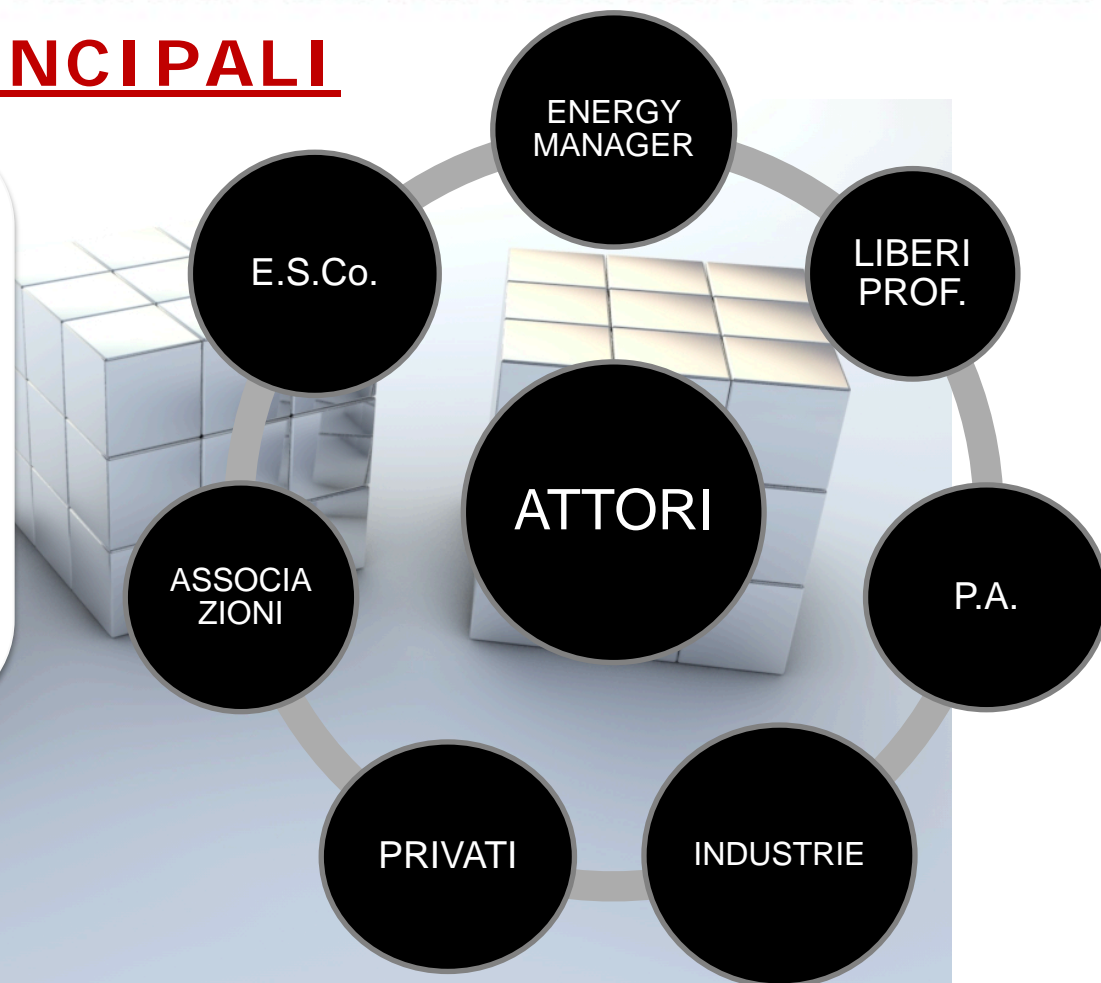 NCIPALI
ENERGY
MANAGER
LIBERI
PROF.
E.S.Co.
ATTORI
ASSOCIA
ZIONI
P.A.
PRIVATI
INDUSTRIE